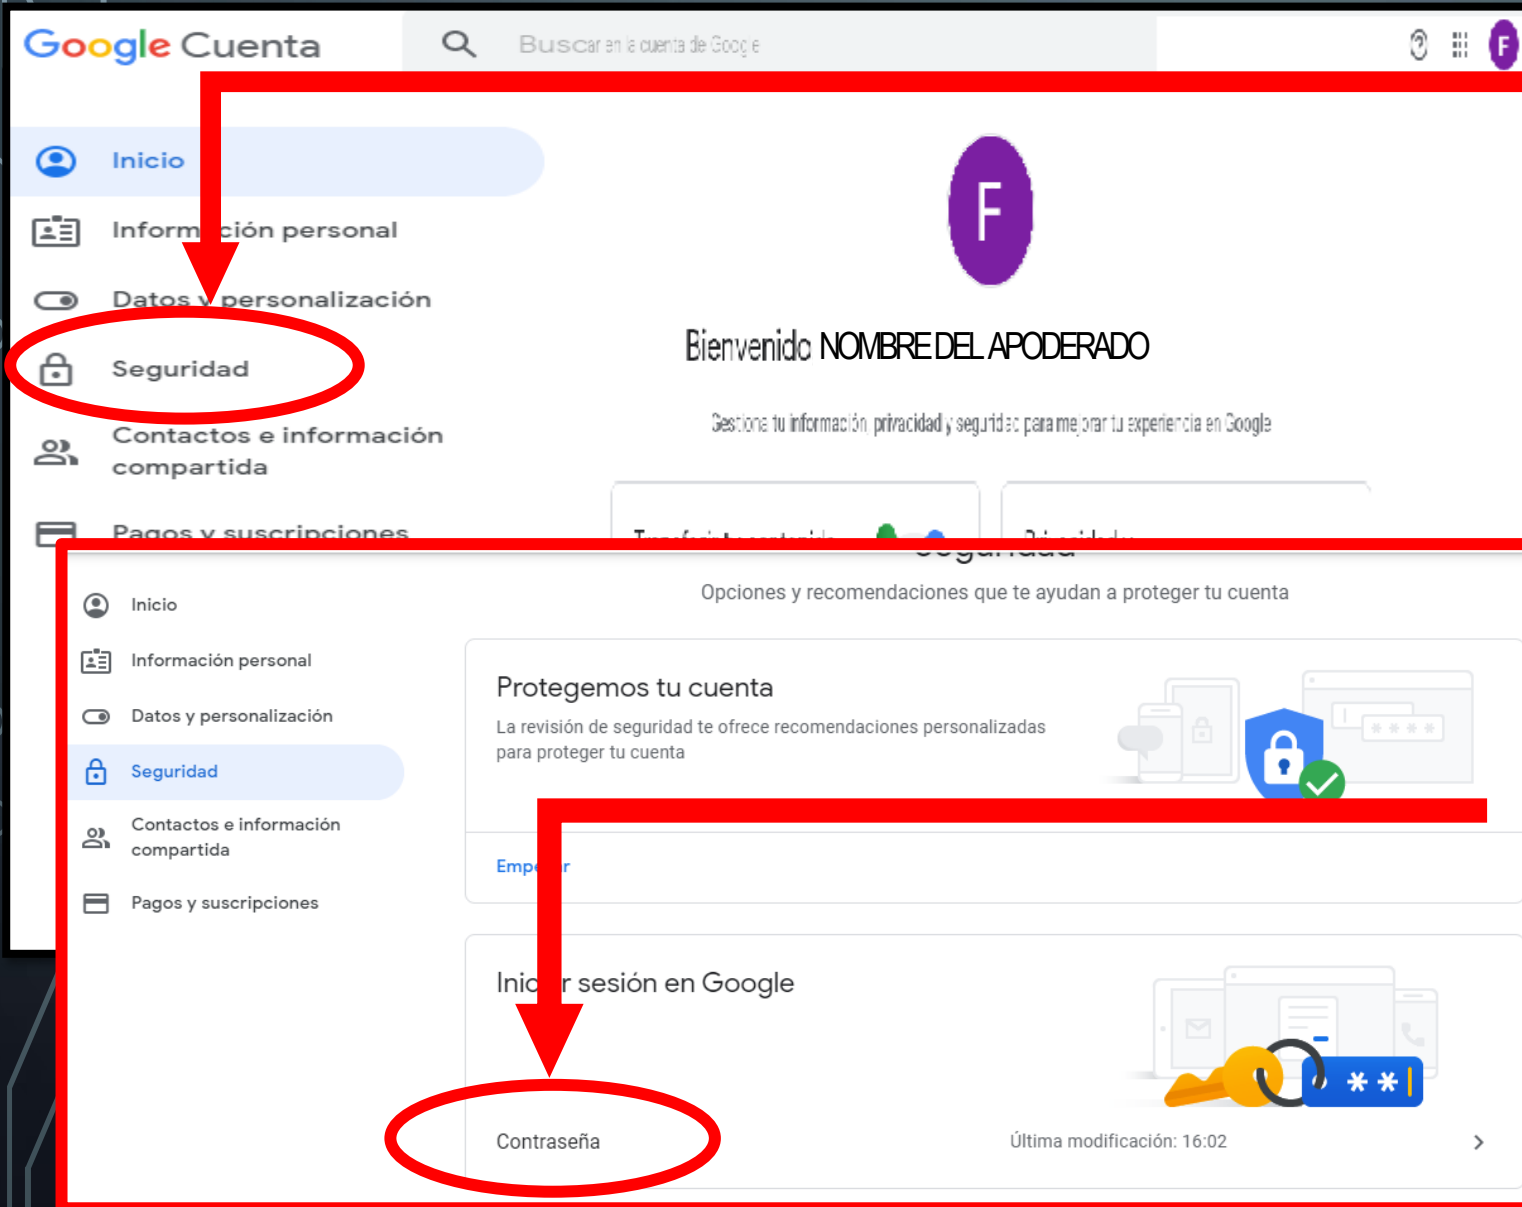 Google Cuenta
Buscar en la cuenta de Google
F
Inicio
F
Información personal
Datos y personalización
Bienvenido NOMBRE DEL APODERADO
Seguridad
Gestiona tu información, privacidad y seguridad para mejorar tu experiencia en Google
Contactos e información
compartida
Pagos y suscripciones
Seguridad
Opciones y recomendaciones que te ayudan a proteger tu cuenta
Inicio
Información personal
Datos y personalización
Seguridad
Contactos e información
compartida
Pagos y suscripciones
Protegemos tu cuenta
La revisión de seguridad te ofrece recomendaciones personalizadas
para proteger tu cuenta
****
Empezar
Iniciar sesión en Google
**|
Contraseña
Última modificación: 16:02